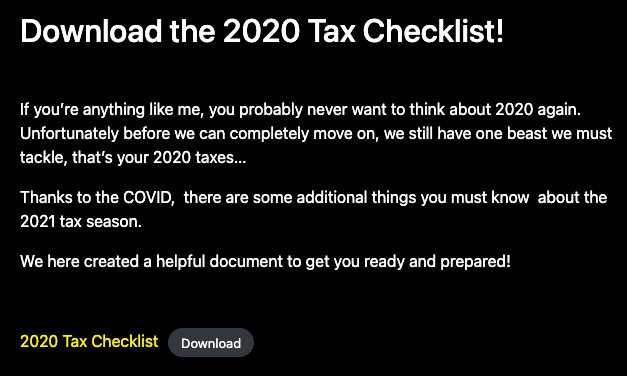 Download the 2020 Tax Checklist!
If you’re anything like me, you probably never want to think about 2020 again.
Unfortunately before we can completely move on, we still have one beast we must
tackle, that’s your 2020 taxes…
Thanks to the COVID,  there are some additional things you must know  about the
2021 tax season.
We here created a helpful document to get you ready and prepared!
2020 Tax Checklist Download